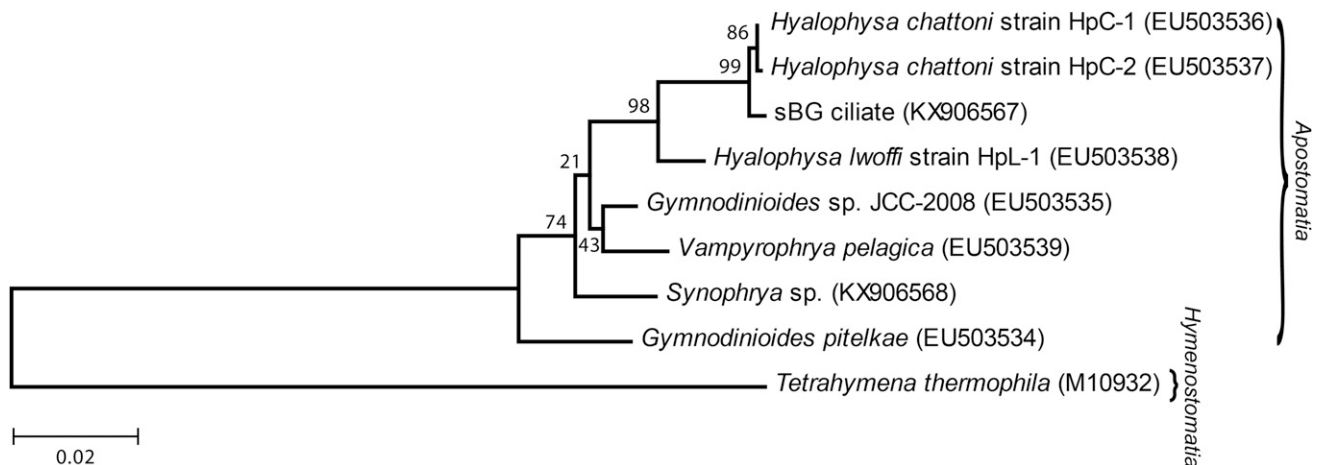 86
Hyalophysa chattoni strain HpC-1 (EU503536)
99
Hyalophysa chattoni strain HpC-2 (EU503537)
98
sBG ciliate (KX906567)
21
Hyalophysa lwoffi strain HpL-1 (EU503538)
74
Gymnodinioides sp. JCC-2008 (EU503535)
43
Vampyrophrya pelagica (EU503539)
Synophrya sp. (KX906568)
Gymnodinioides pitelkae (EU503534)
Apostomatia
Tetrahymena thermophila (M10932)
Hymenostomatia
0.02